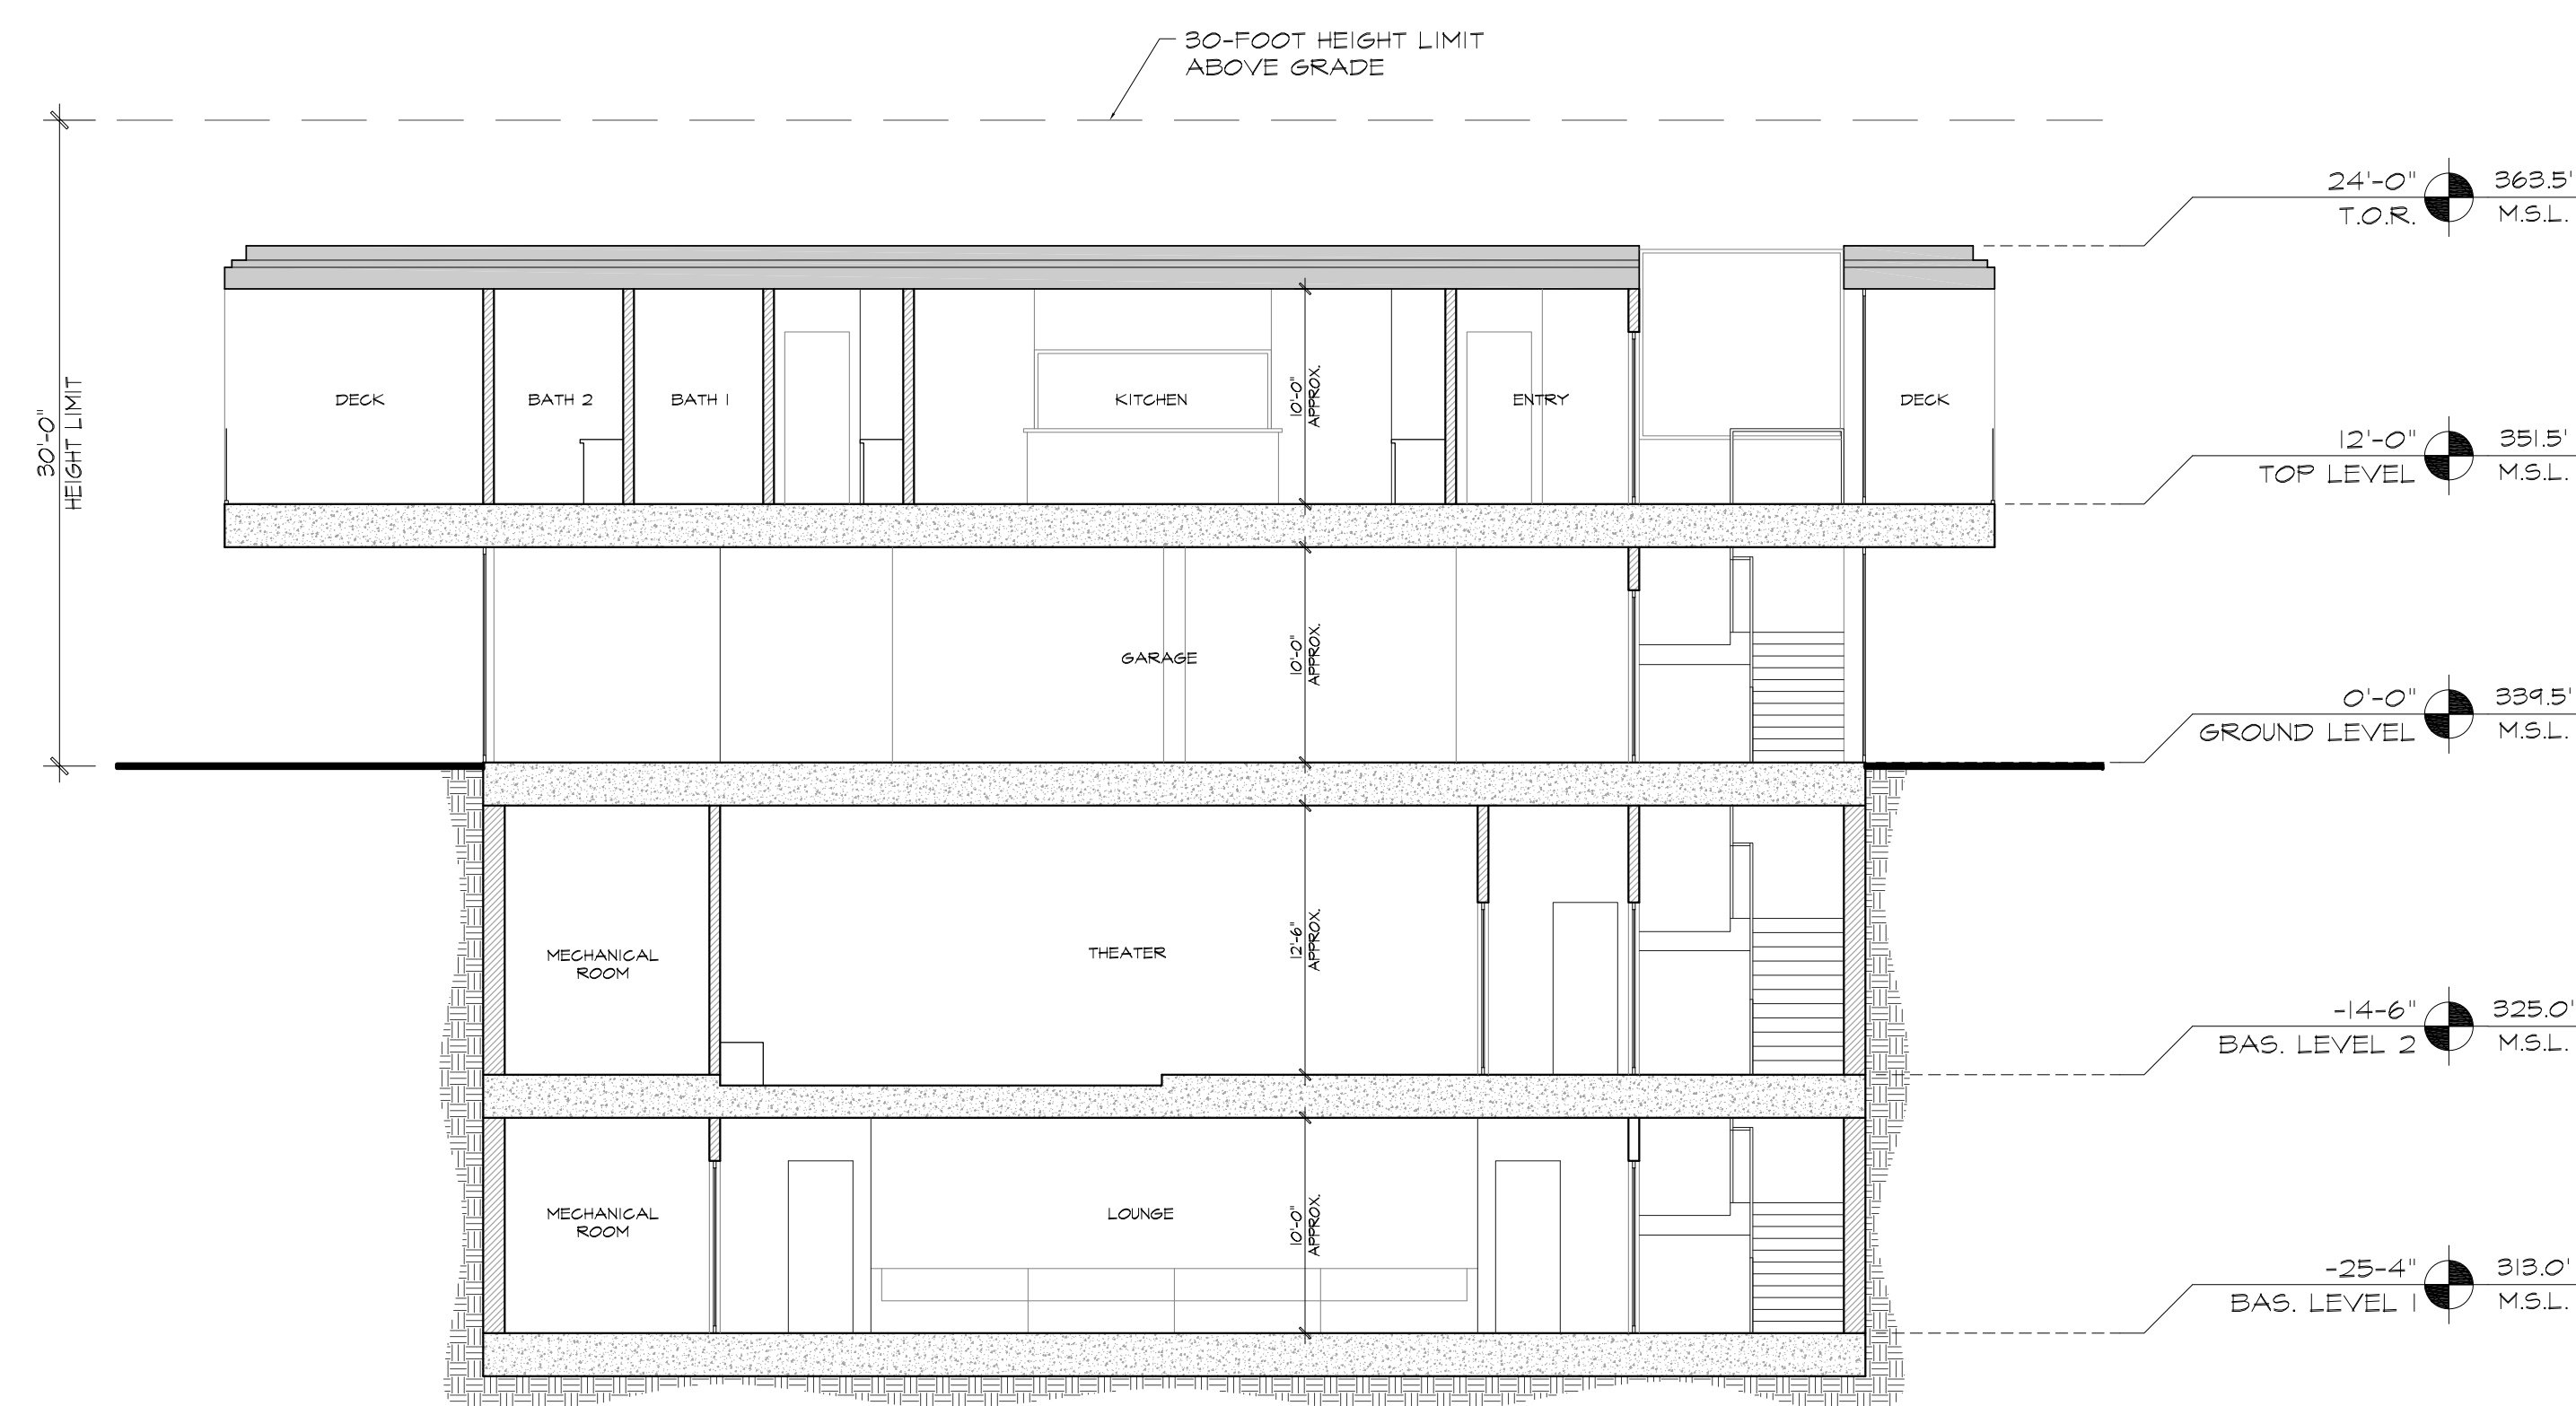 30-FOOT HEIGHT LIMIT
ABOVE GRADE
30'-0"
HEIGHT LIMIT
24'-0"
T.O.R.
363.5'
M.S.L.
DECK
BATH 2
BATH 1
KITCHEN
10'-0"
APPROX.
ENTRY
DECK
12'-0"
TOP LEVEL
351.5'
M.S.L.
GARAGE
10'-0"
APPROX.
0'-0"
GROUND LEVEL
339.5'
M.S.L.
MECHANICAL
ROOM
THEATER
12'-6"
APPROX.
-14-6"
BAS. LEVEL 2
325.0'
M.S.L.
MECHANICAL
ROOM
LOUNGE
10'-0"
APPROX.
-25-4"
BAS. LEVEL 1
313.0'
M.S.L.